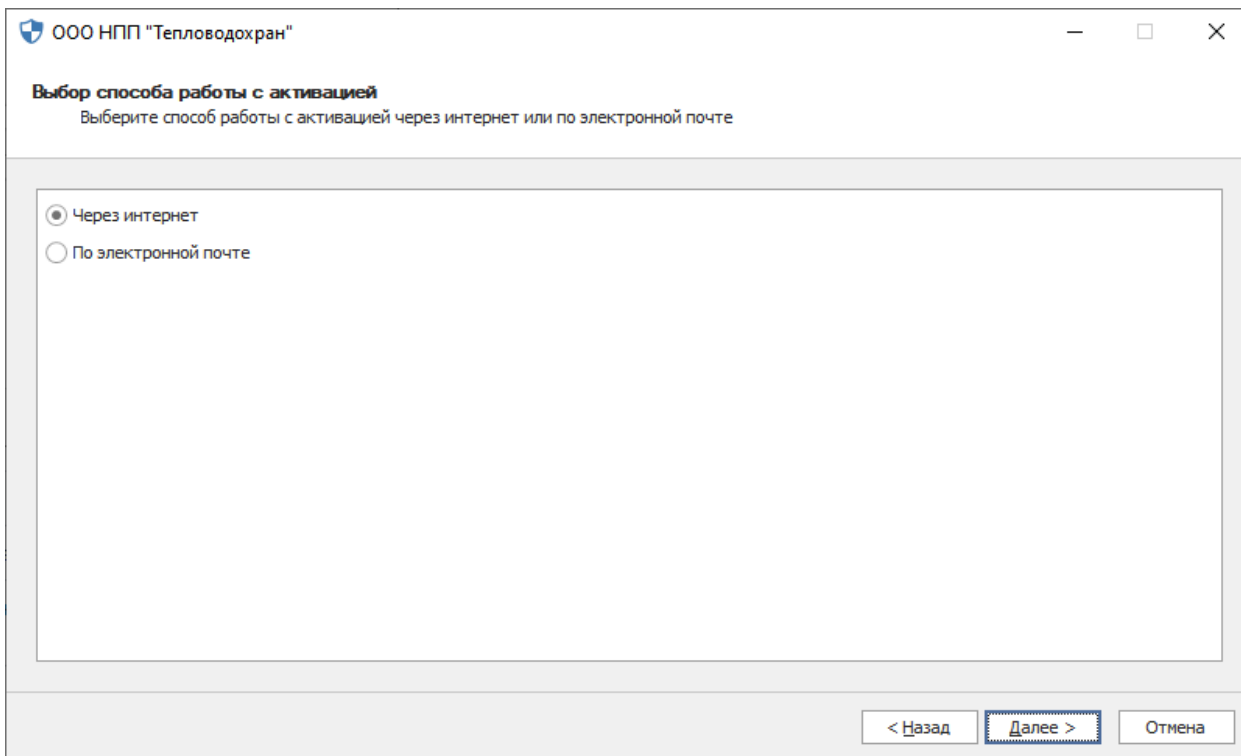 ООО НПП "Тепловодохран"
Выбор способа работы с активацией
Выберите способ работы с активацией через интернет или по электронной почте
Через интернет
По электронной почте
< Назад Далее > Отмена